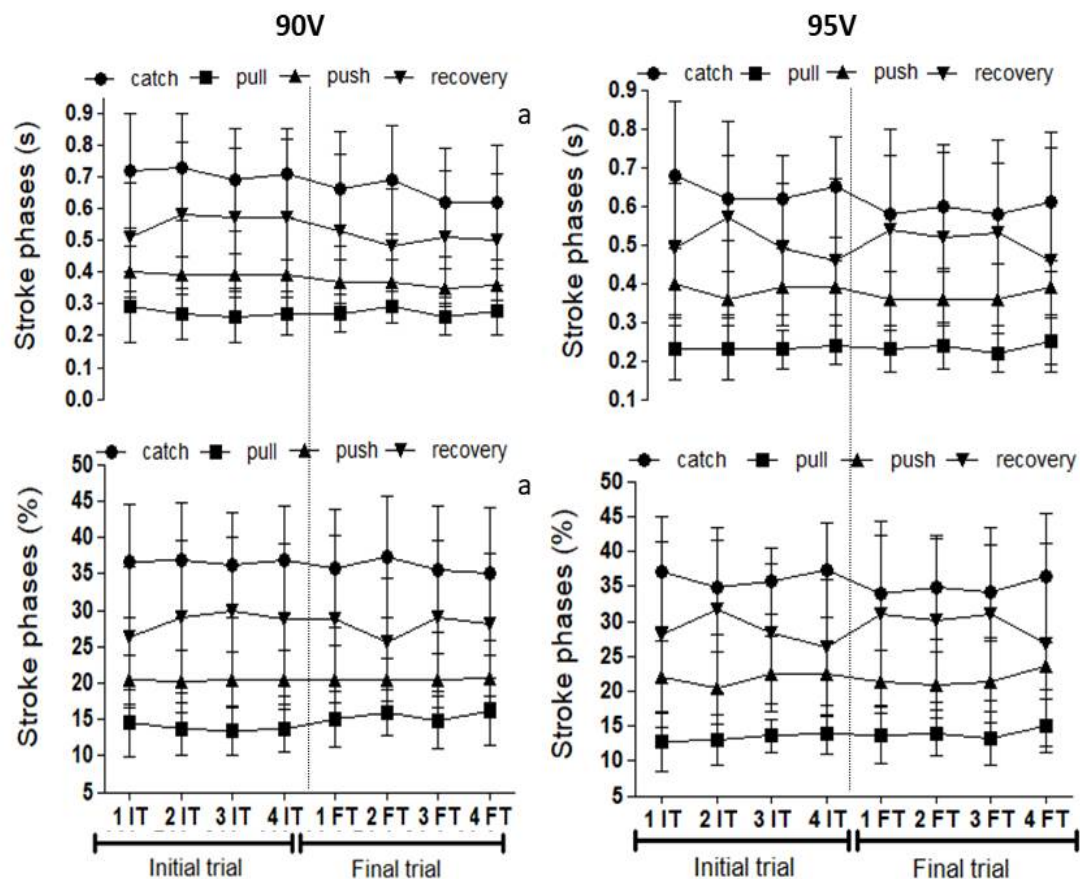 90V
95V
catch pull push recovery
catch pull push recovery
Stroke phases (s)
0.9
0.8
0.7
0.6
0.5
0.4
0.3
0.2
0.1
0.0
a
Stroke phases (s)
0.9
0.8
0.7
0.6
0.5
0.4
0.3
0.2
0.1
catch pull push recovery
catch pull push recovery
Stroke phases (%)
50
45
40
35
30
25
20
15
10
5
a
Stroke phases (%)
50
45
40
35
30
25
20
15
10
5
1 IT 2 IT 3 IT 4 IT 1 FT 2 FT 3 FT 4 FT
Initial trial Final trial
1 IT 2 IT 3 IT 4 IT 1 FT 2 FT 3 FT 4 FT
Initial trial Final trial